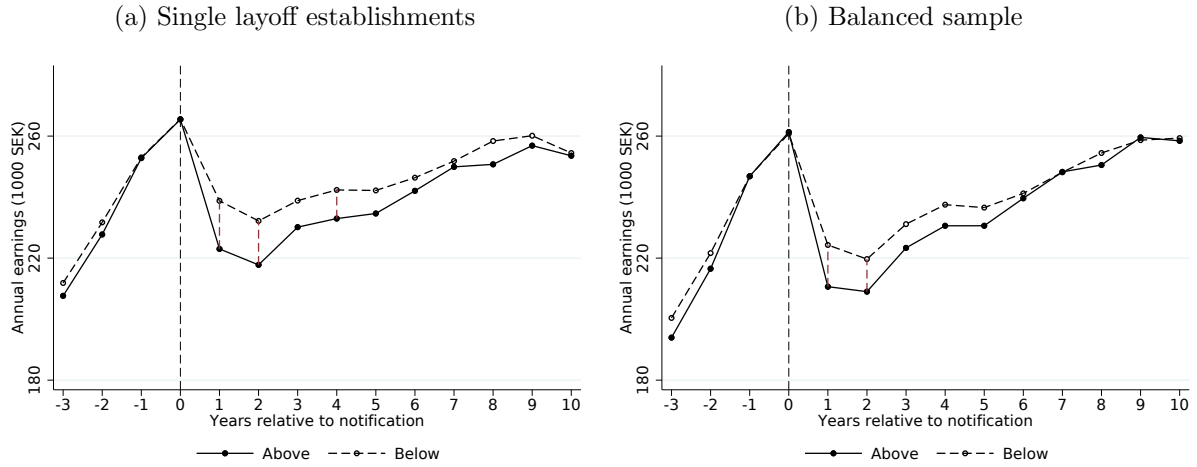 (a) Single layoff establishments
Annual earnings (1000 SEK)
260
220
180
-3 -2 -1 0 1 2 3 4 5 6 7 8 9 10
Years relative to notification
Above Below
(b) Balanced sample
Annual earnings (1000 SEK)
260
220
180
-3 -2 -1 0 1 2 3 4 5 6 7 8 9 10
Years relative to notification
Above Below